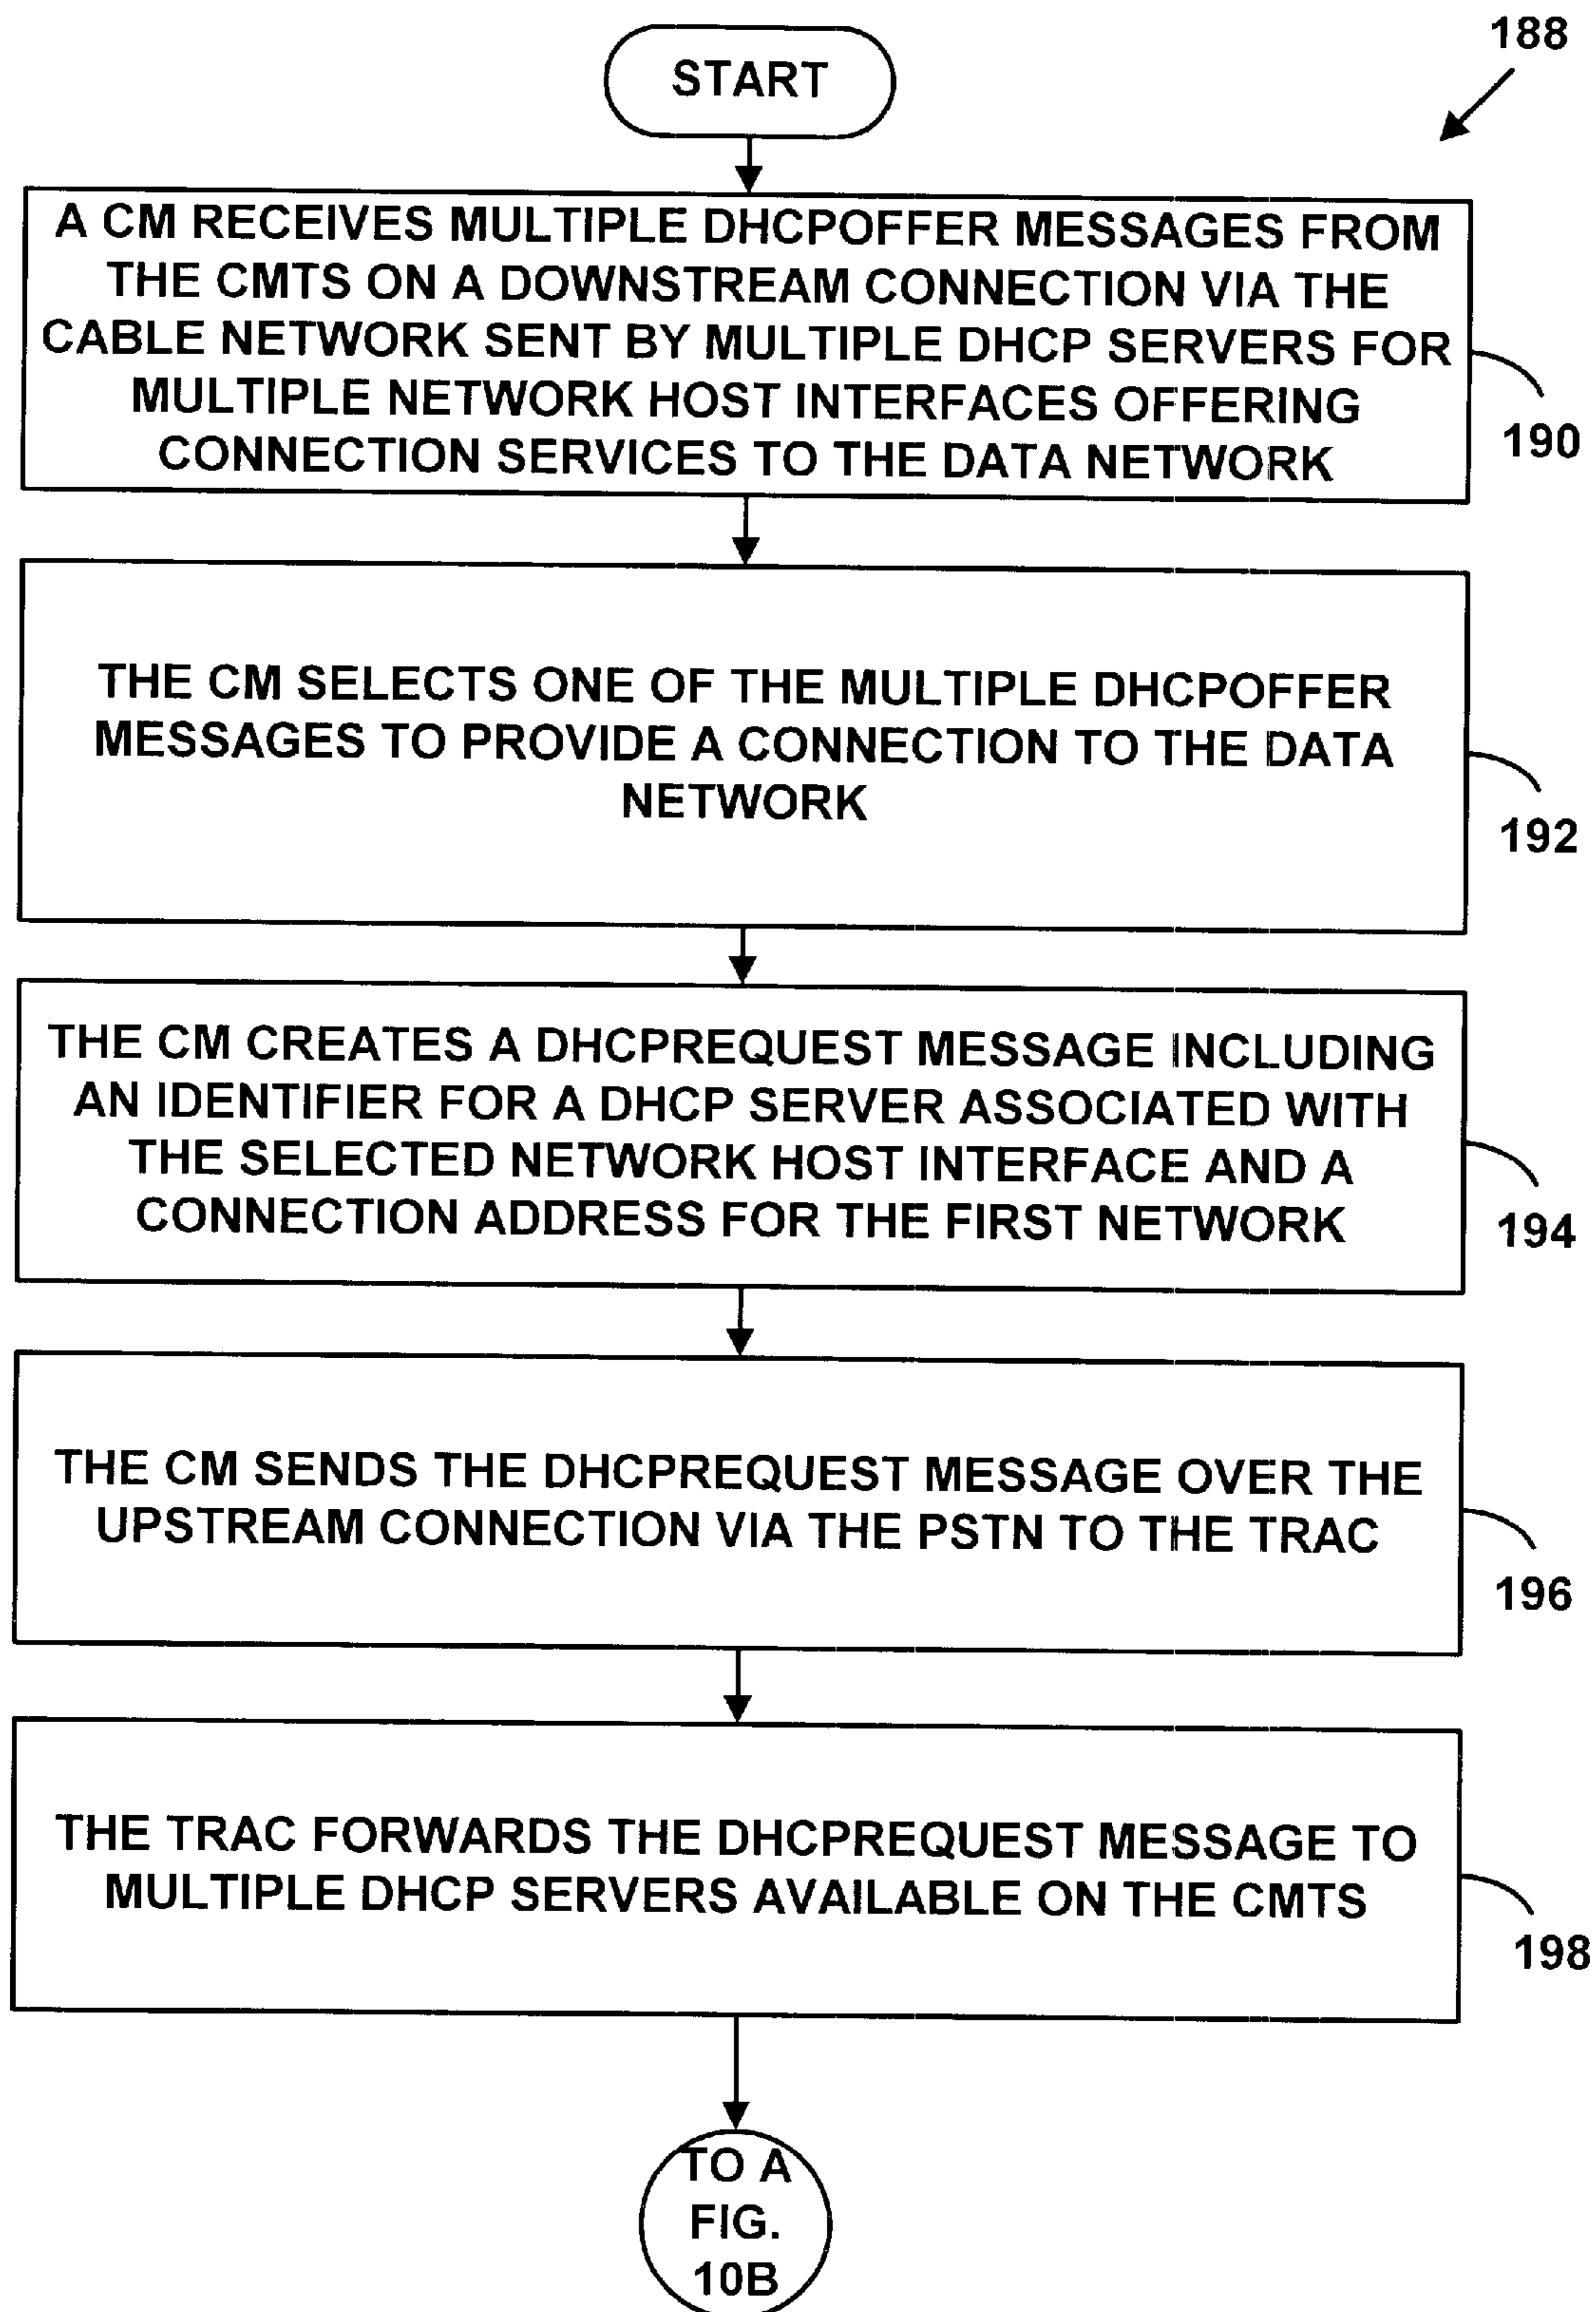 188
START
A CM RECEIVES MULTIPLE DHCPOFFER MESSAGES FROM
THE CMTS ON A DOWNSTREAM CONNECTION VIA THE
CABLE NETWORK SENT BY MULTIPLE DHCP SERVERS FOR
MULTIPLE NETWORK HOST INTERFACES OFFERING
CONNECTION SERVICES TO THE DATA NETWORK
190
THE CM SELECTS ONE OF THE MULTIPLE DHCPOFFER
MESSAGES TO PROVIDE A CONNECTION TO THE DATA
NETWORK
192
THE CM CREATES A DHCPREQUEST MESSAGE INCLUDING
AN IDENTIFIER FOR A DHCP SERVER ASSOCIATED WITH
THE SELECTED NETWORK HOST INTERFACE AND A
CONNECTION ADDRESS FOR THE FIRST NETWORK
194
THE CM SENDS THE DHCPREQUEST MESSAGE OVER THE
UPSTREAM CONNECTION VIA THE PSTN TO THE TRAC
196
THE TRAC FORWARDS THE DHCPREQUEST MESSAGE TO
MULTIPLE DHCP SERVERS AVAILABLE ON THE CMTS
198
TO A
FIG.
10B